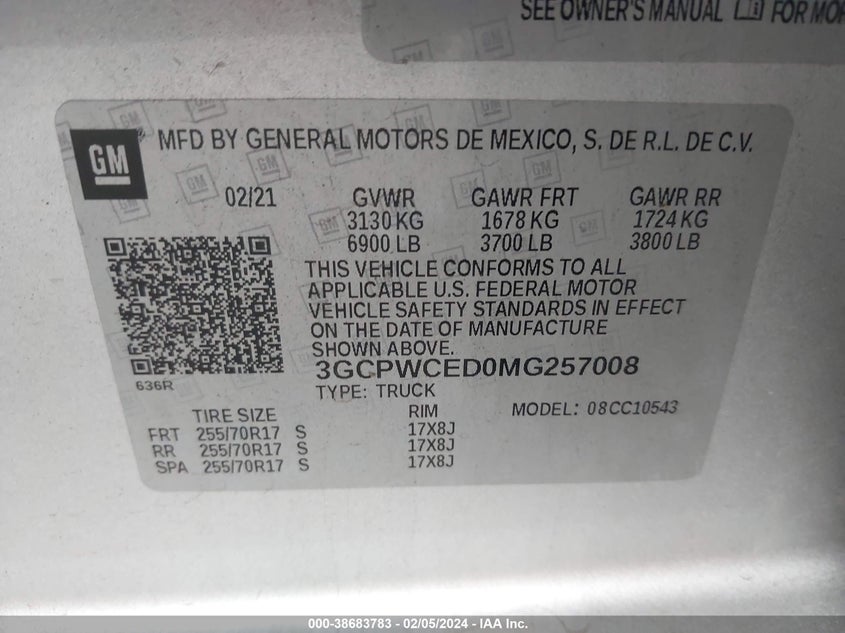 SEE OWNER'S MANUAL FOR MOR
GM MFD BY GENERAL MOTORS DE MEXICO, S. DE R.L. DE C.V.
02/21 GVWR GAWR FRT GAWR RR
3130 KG 1678 KG 1724 KG
6900 LB 3700 LB 3800 LB
THIS VEHICLE CONFORMS TO ALL
APPLICABLE U.S. FEDERAL MOTOR
VEHICLE SAFETY STANDARDS IN EFFECT
ON THE DATE OF MANUFACTURE
SHOWN ABOVE.
636R
3GCPWCED0MG257008
TYPE: TRUCK
TIRE SIZE RIM MODEL: 08CC10543
FRT 255/70R17 S 17X8J
RR 255/70R17 S 17X8J
SPA 255/70R17 S 17X8J
000-38683783 - 02/05/2024 - IAA Inc.